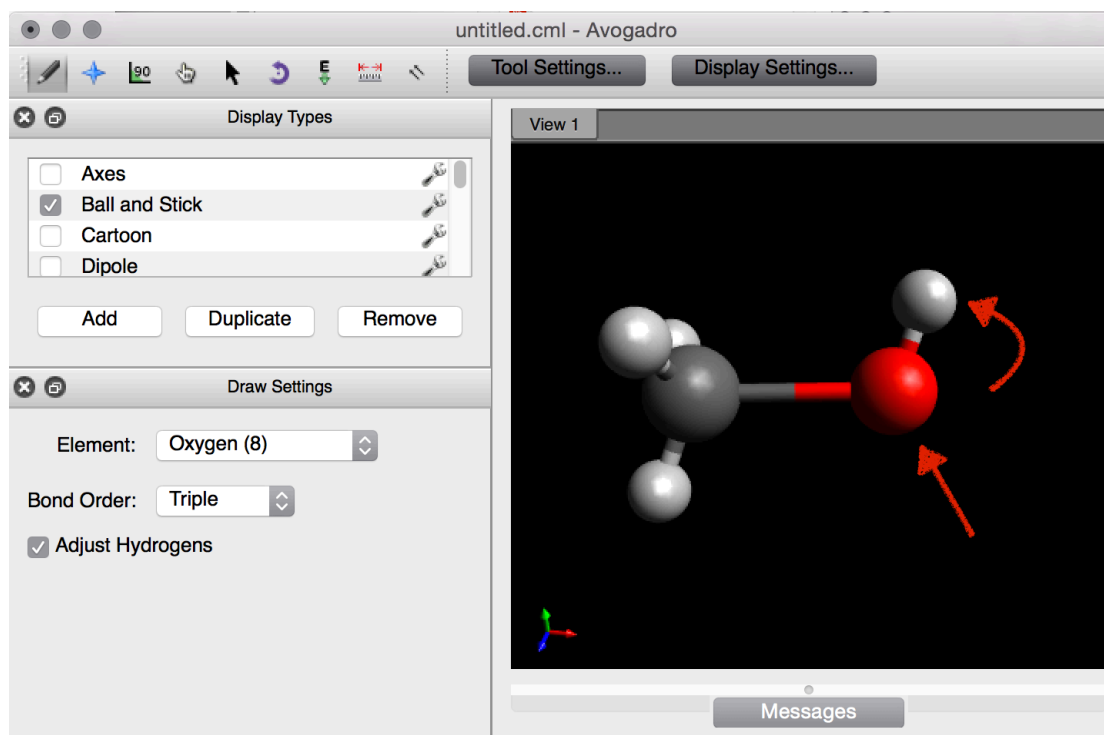 untitled.cml - Avogadro
90
E
Tool Settings...
Display Settings...
Display Types
View 1
Axes
Ball and Stick
Cartoon
Dipole
Add
Duplicate
Remove
Draw Settings
Element:
Oxygen (8)
Bond Order:
Triple
Adjust Hydrogens
Messages